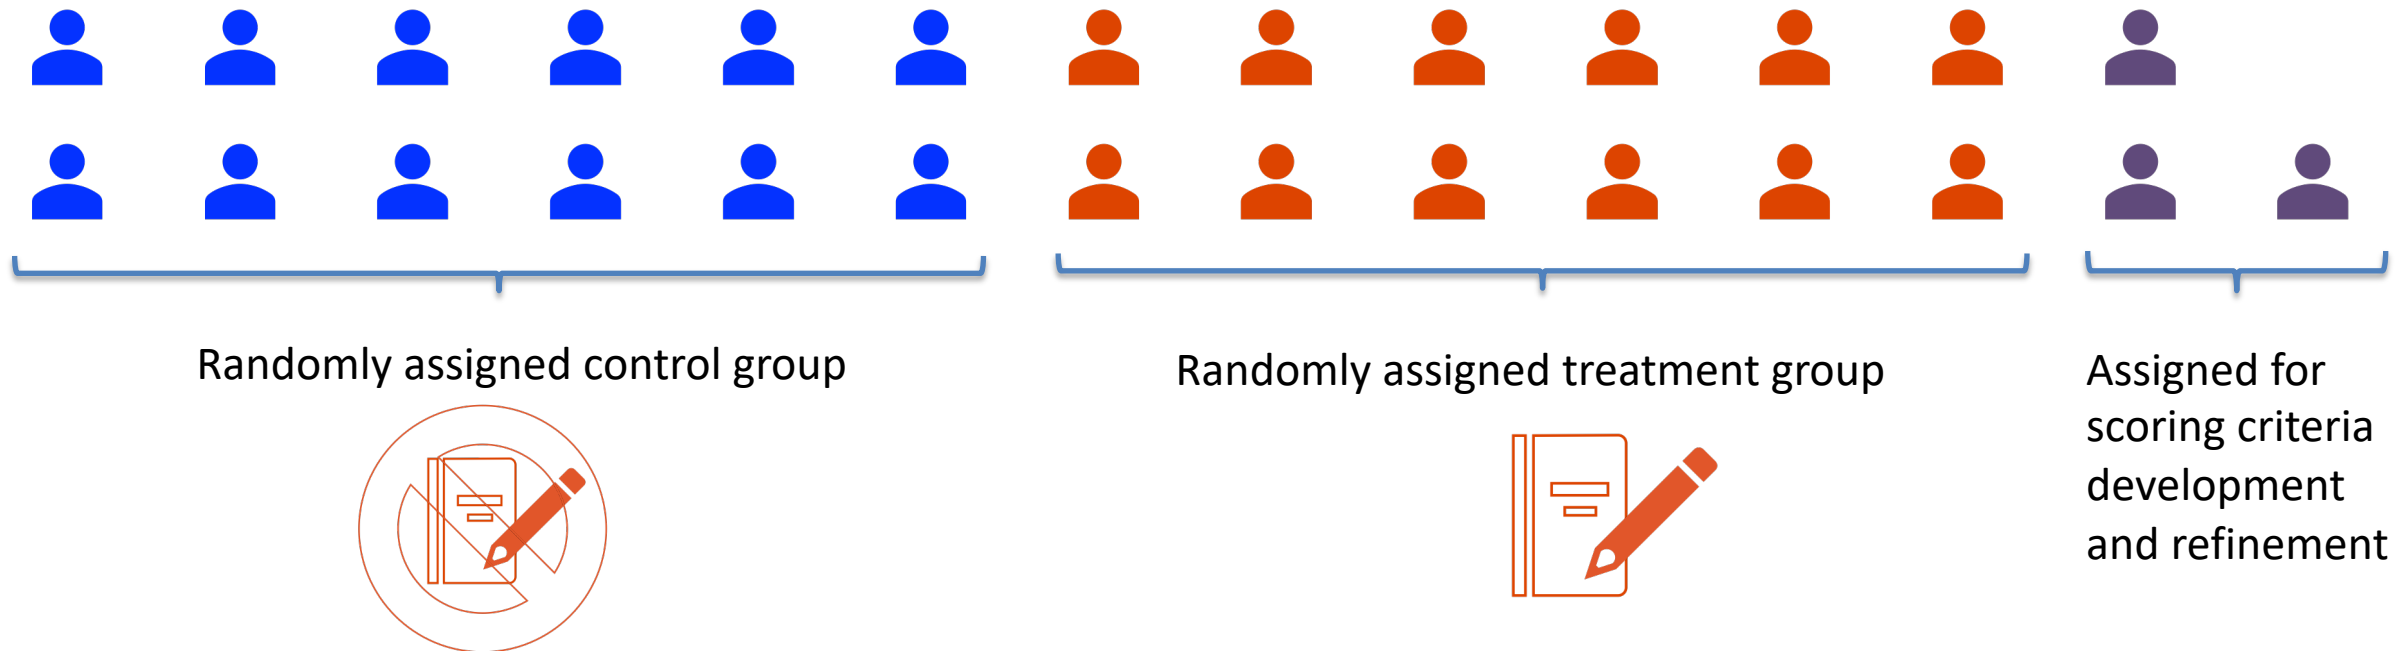 Randomly assigned control group
Randomly assigned treatment group
Assigned for
scoring criteria
development
and refinement